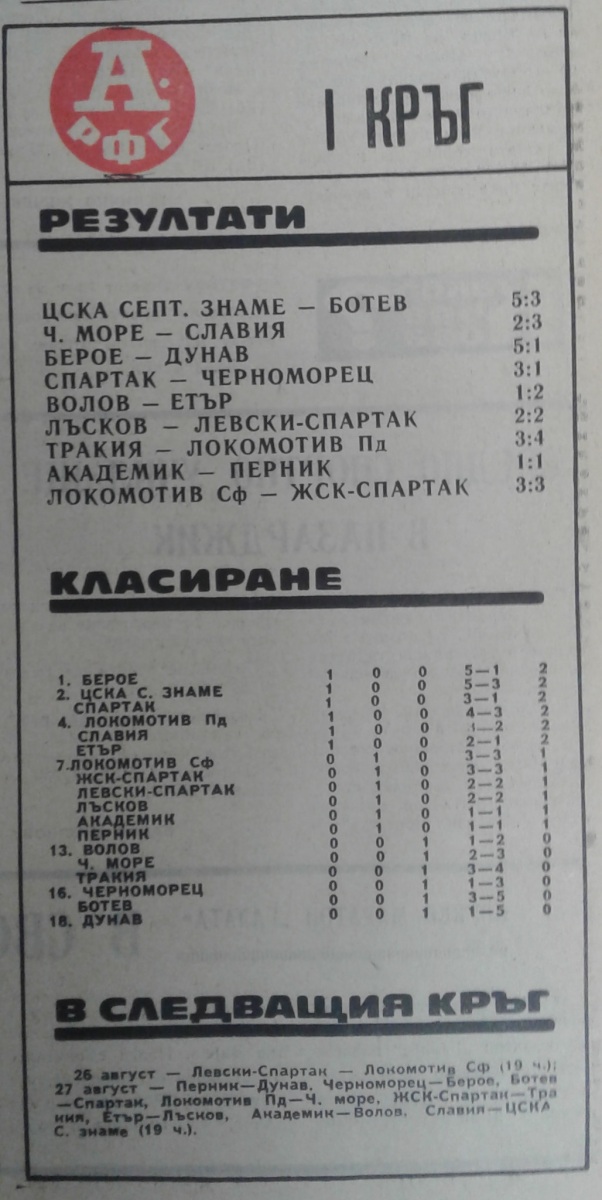 А.
РФГ
I КРЪГ
РЕЗУЛТАТИ
ЦСКА СЕПТ. ЗНАМЕ — БОТЕВ 5:3
Ч. МОРЕ — СЛАВИЯ 2:3
БЕРОЕ — ДУНАВ 5:1
СПАРТАК — ЧЕРНОМОРЕЦ 3:1
ВОЛОВ — ЕТЪР 1:2
ЛЪСКОВ — ЛЕВСКИ-СПАРТАК 2:2
ТРАКИЯ — ЛОКОМОТИВ Пд 3:4
АКАДЕМИК — ПЕРНИК 1:1
ЛОКОМОТИВ Сф — ЖСК-СПАРТАК 3:3
КЛАСИРАНЕ
1. БЕРОЕ 1 0 0 5—1 2
2. ЦСКА С. ЗНАМЕ 1 0 0 5—3 2
СПАРТАК 1 0 0 3—1 2
4. ЛОКОМОТИВ Пд 1 0 0 4—3 2
СЛАВИЯ 1 0 0 1—2 2
ЕТЪР 1 0 0 2—1 2
7.ЛОКОМОТИВ Сф 0 1 0 3—3 1
ЖСК-СПАРТАК 0 1 0 3—3 1
ЛЕВСКИ-СПАРТАК 0 1 0 2—2 1
ЛЪСКОВ 0 1 0 2—2 1
АКАДЕМИК 0 1 0 1—1 1
ПЕРНИК 0 1 0 1—1 1
13. ВОЛОВ 0 0 1 1—2 0
Ч. МОРЕ 0 0 1 2—3 0
ТРАКИЯ 0 0 1 3—4 0
16. ЧЕРНОМОРЕЦ 0 0 1 1—3 0
БОТЕВ 0 0 1 3—5 0
18. ДУНАВ 0 0 1 1—5 0
В СЛЕДВАЩИЯ КРЪГ
26 август — Левски-Спартак — Локомотив Сф (19 ч.);
27 август — Перник—Дунав, Черноморец—Берое, Ботев
—Спартак, Локомотив Пд—Ч. море, ЖСК-Спартак—Тра
кия, Етър—Лъсков, Академик—Волов, Славия—ЦСКА
С. знаме (19 ч.).